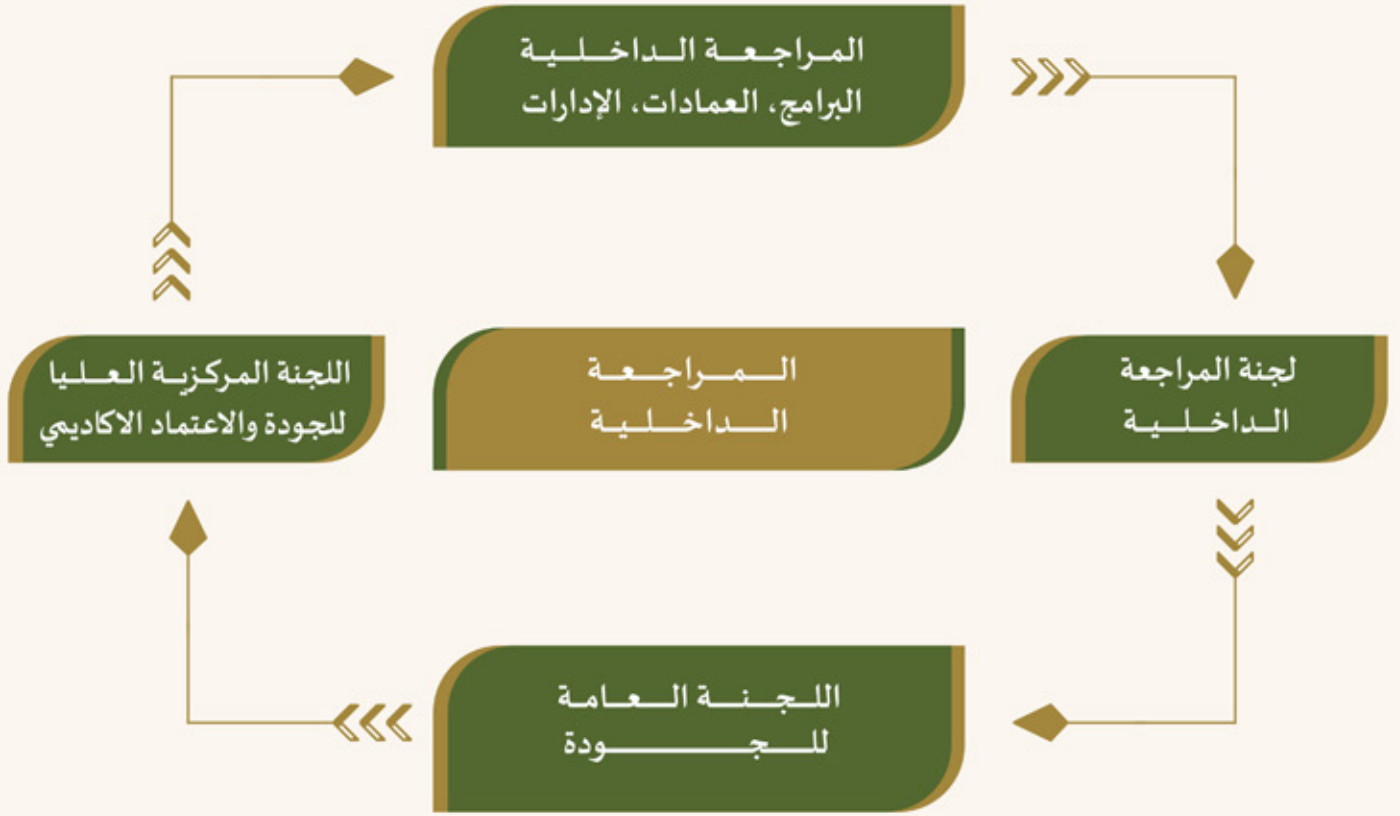 المراجعة الداخلية
البرامج، العمادات، الإدارات
لجنة المراجعة
الداخلية
المراجعة
الداخلية
اللجنة المركزية العليا
للجودة والاعتماد الاكاديمي
اللجنة العامة
للجودة